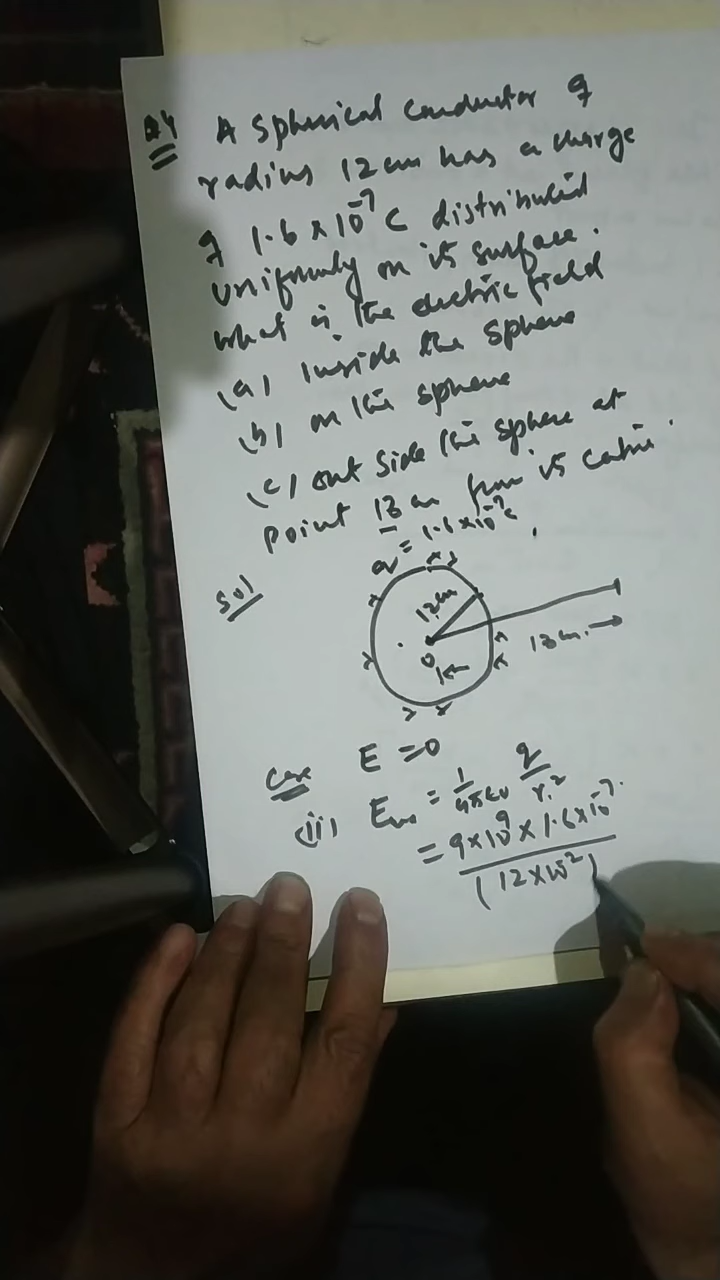 Q4 A Spherical Conductor of
radius 12 cm has a charge
of 1.6 x 10⁻⁷ C distributed
uniformly on its surface.
what is the electric field
(a) Inside the sphere
(b) on the sphere
(c) out side the sphere at
point 18 cm from its centre.
q = 1.6 x 10⁻⁷ C
Sol
12cm
O
18 cm.
Case E = 0
(ii) E = 1/4πε₀ q/r²
= 9 x 10⁹ x 1.6 x 10⁻⁷
(12 x 10⁻²)